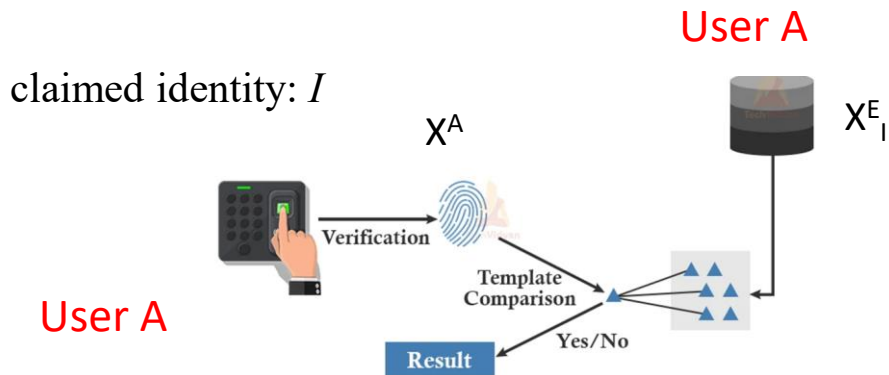 User A
claimed identity: I
X^A
X^E_I
Verification
Template
Comparison
User A
Yes/No
Result